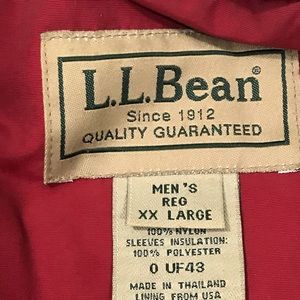 L.L.Bean®
Since 1912
QUALITY GUARANTEED
MEN'S
REG
XX LARGE
100% NYLON
SLEEVES INSULATION:
100% POLYESTER
0 UF43
MADE IN THAILAND
LINING FROM USA